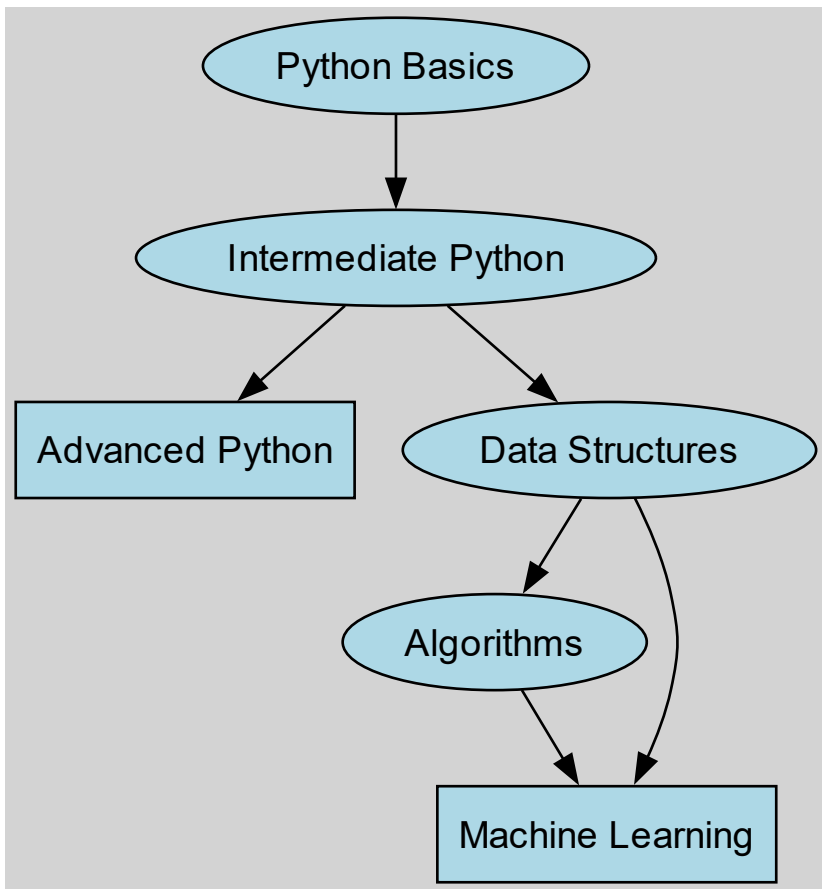 Python Basics
Intermediate Python
Advanced Python
Data Structures
Algorithms
Machine Learning